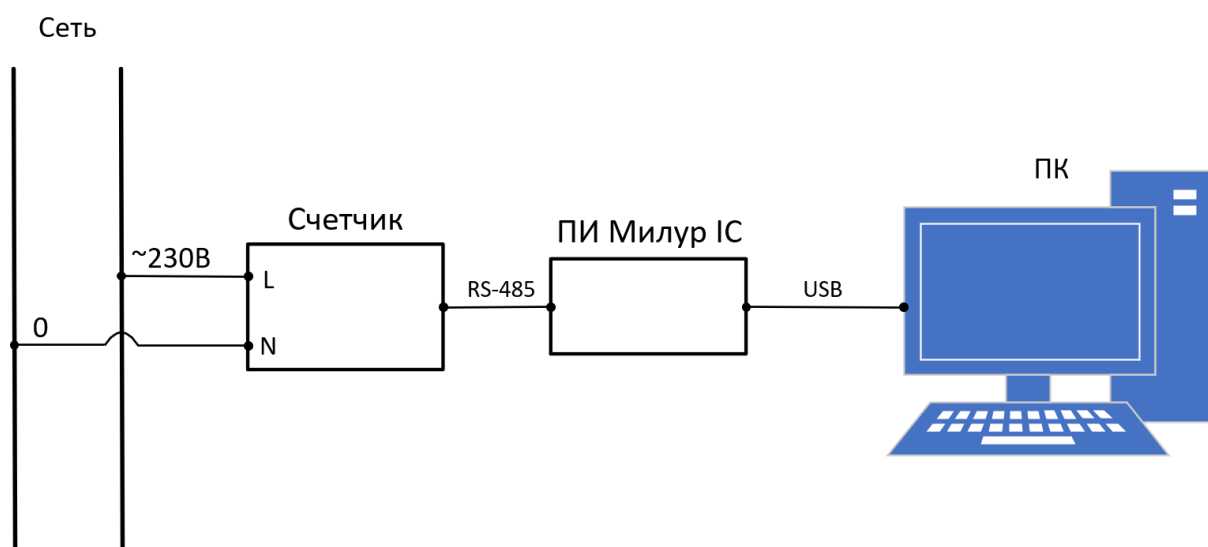 Сеть
ПК
Счетчик
ПИ Милур IC
~230В
L
RS-485
USB
0
N